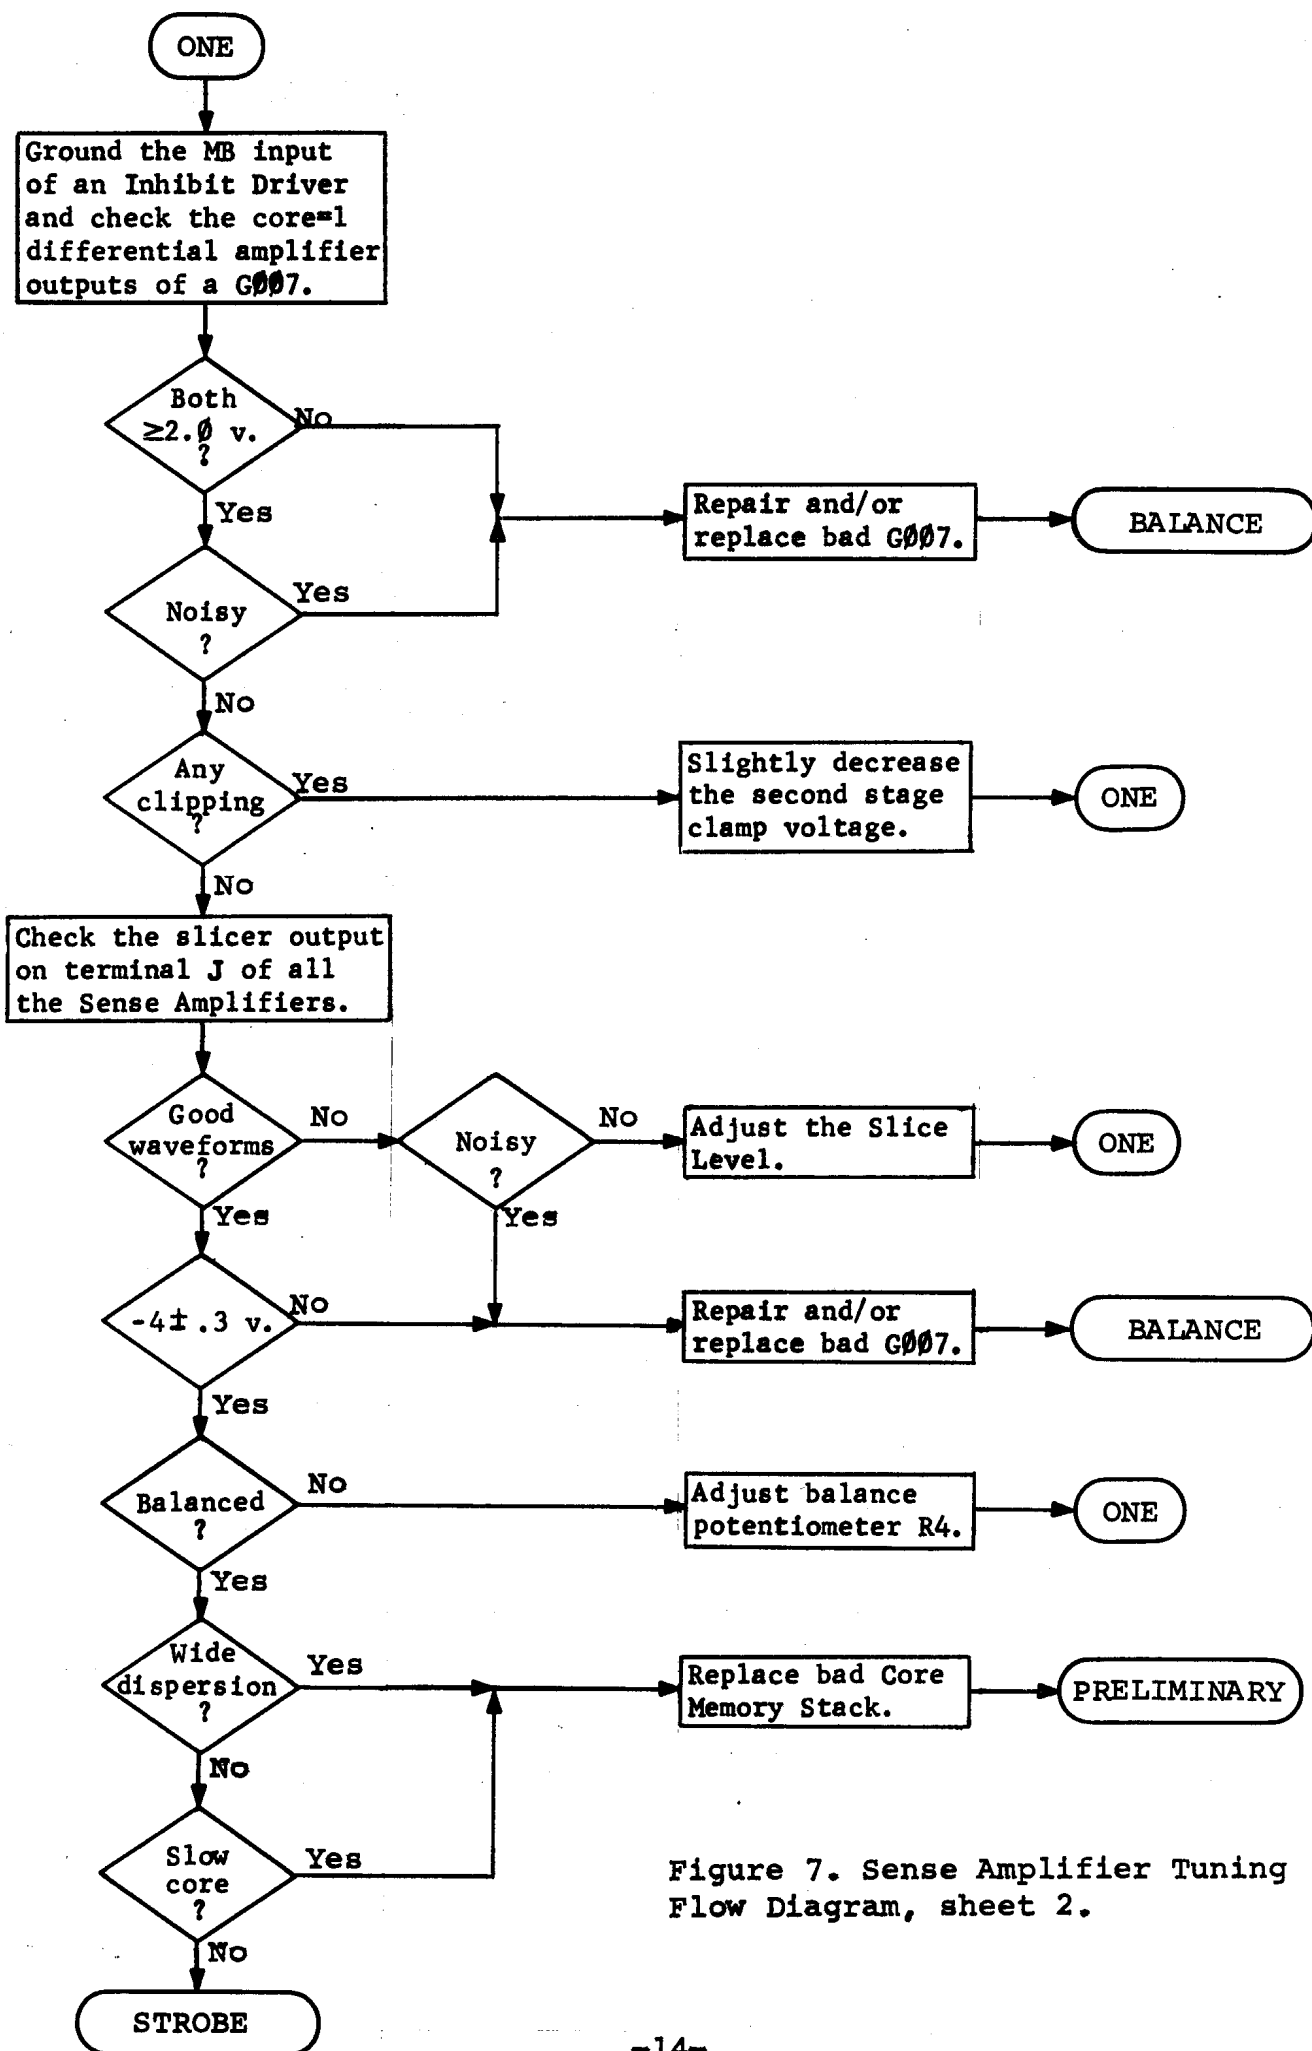 ONE
Ground the MB input
of an Inhibit Driver
and check the core=1
differential amplifier
outputs of a GØØ7.
Both
≥2.Ø v.
?
No
Yes
Repair and/or
replace bad GØØ7.
BALANCE
Noisy
?
Yes
No
Any
clipping
?
Yes
Slightly decrease
the second stage
clamp voltage.
ONE
No
Check the slicer output
on terminal J of all
the Sense Amplifiers.
Good
waveforms
?
No
Noisy
?
No
Adjust the Slice
Level.
ONE
Yes
Yes
-4± .3 v.
No
Repair and/or
replace bad GØØ7.
BALANCE
Yes
Balanced
?
No
Adjust balance
potentiometer R4.
ONE
Yes
Wide
dispersion
?
Yes
Replace bad Core
Memory Stack.
PRELIMINARY
No
Slow
core
?
Yes
No
STROBE
Figure 7. Sense Amplifier Tuning
Flow Diagram, sheet 2.
-14-